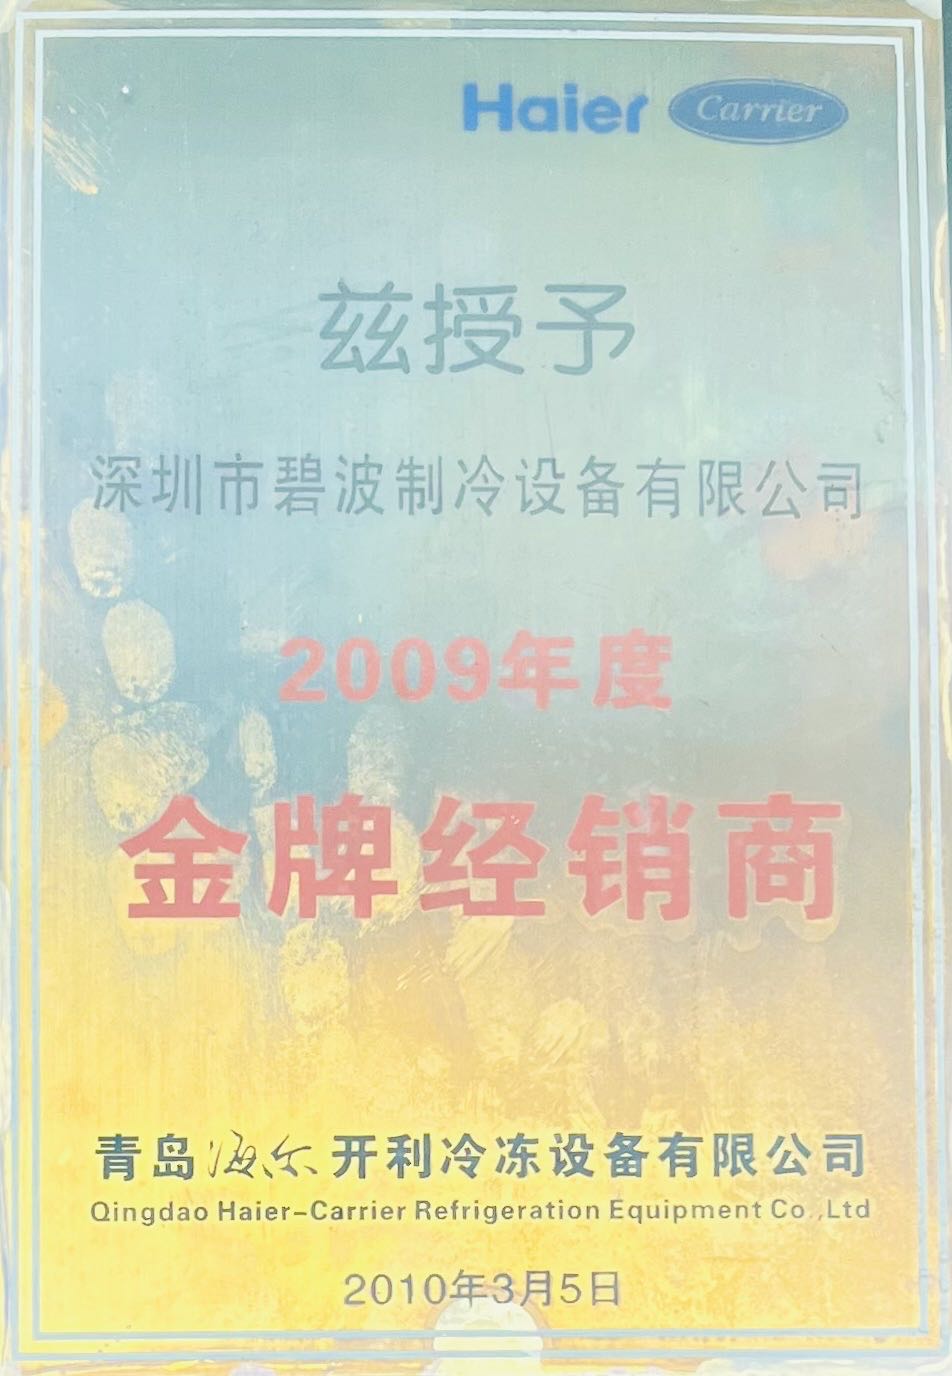 Haier Carrier
兹授予
深圳市碧波制冷设备有限公司
2009年度
金牌经销商
青岛海尔开利冷冻设备有限公司
Qingdao Haier-Carrier Refrigeration Equipment Co.,Ltd
2010年3月5日